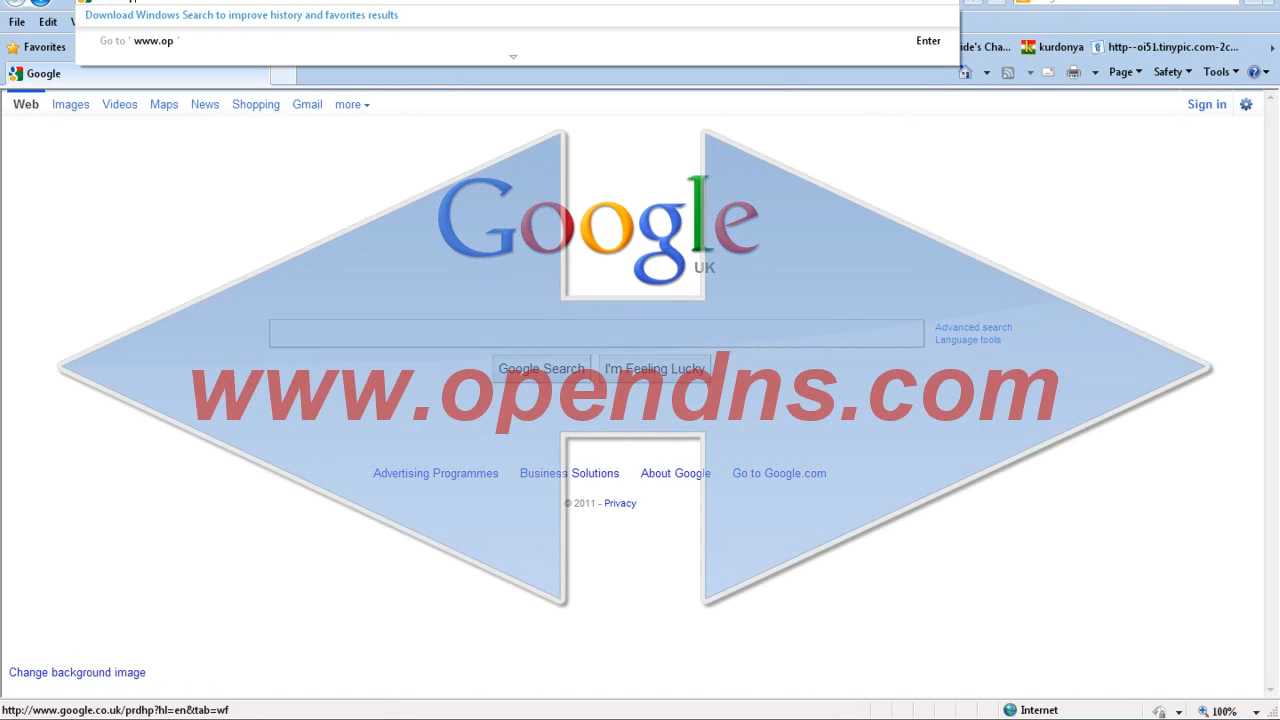 Download Windows Search to improve history and favorites results
File Edit
Go to ' www.op '
Enter
Favorites
ide's Cha...
kurdonya
http--oi51.tinypic.com-2c...
Google
Page
Safety
Tools
Web Images Videos Maps News Shopping Gmail more
Sign in
Google
UK
Advanced search
Language tools
Google Search
I'm Feeling Lucky
www.opendns.com
Advertising Programmes
Business Solutions
About Google
Go to Google.com
© 2011 - Privacy
Change background image
http://www.google.co.uk/prdhp?hl=en&tab=wf
Internet
100%